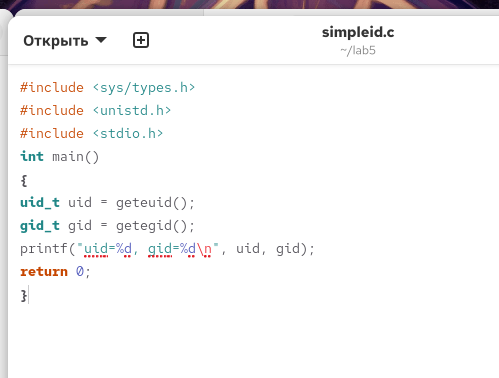 Открыть
simpleid.c
~/lab5
#include <sys/types.h>
#include <unistd.h>
#include <stdio.h>
int main()
{
uid_t uid = geteuid();
gid_t gid = getegid();
printf("uid=%d, gid=%d\n", uid, gid);
return 0;
}